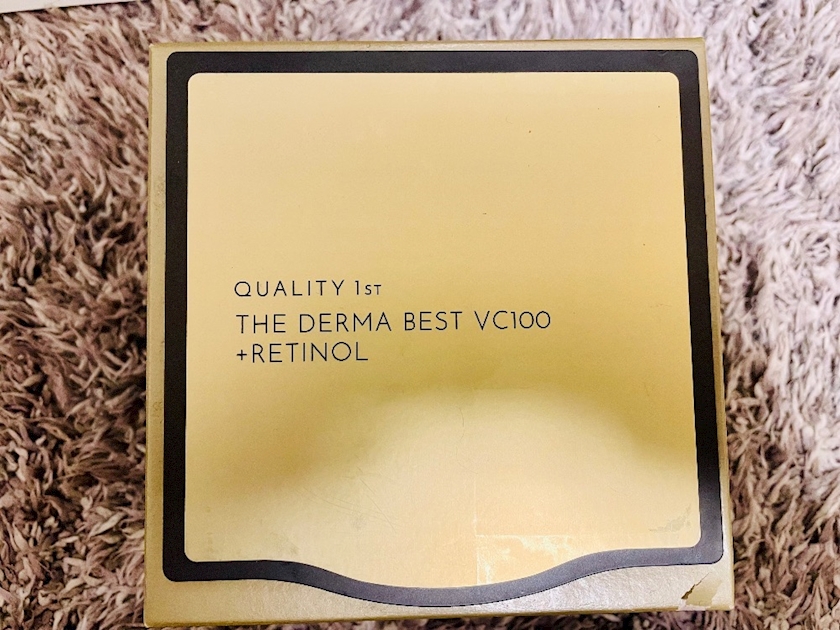 QUALITY 1ST
THE DERMA BEST VC100
+RETINOL